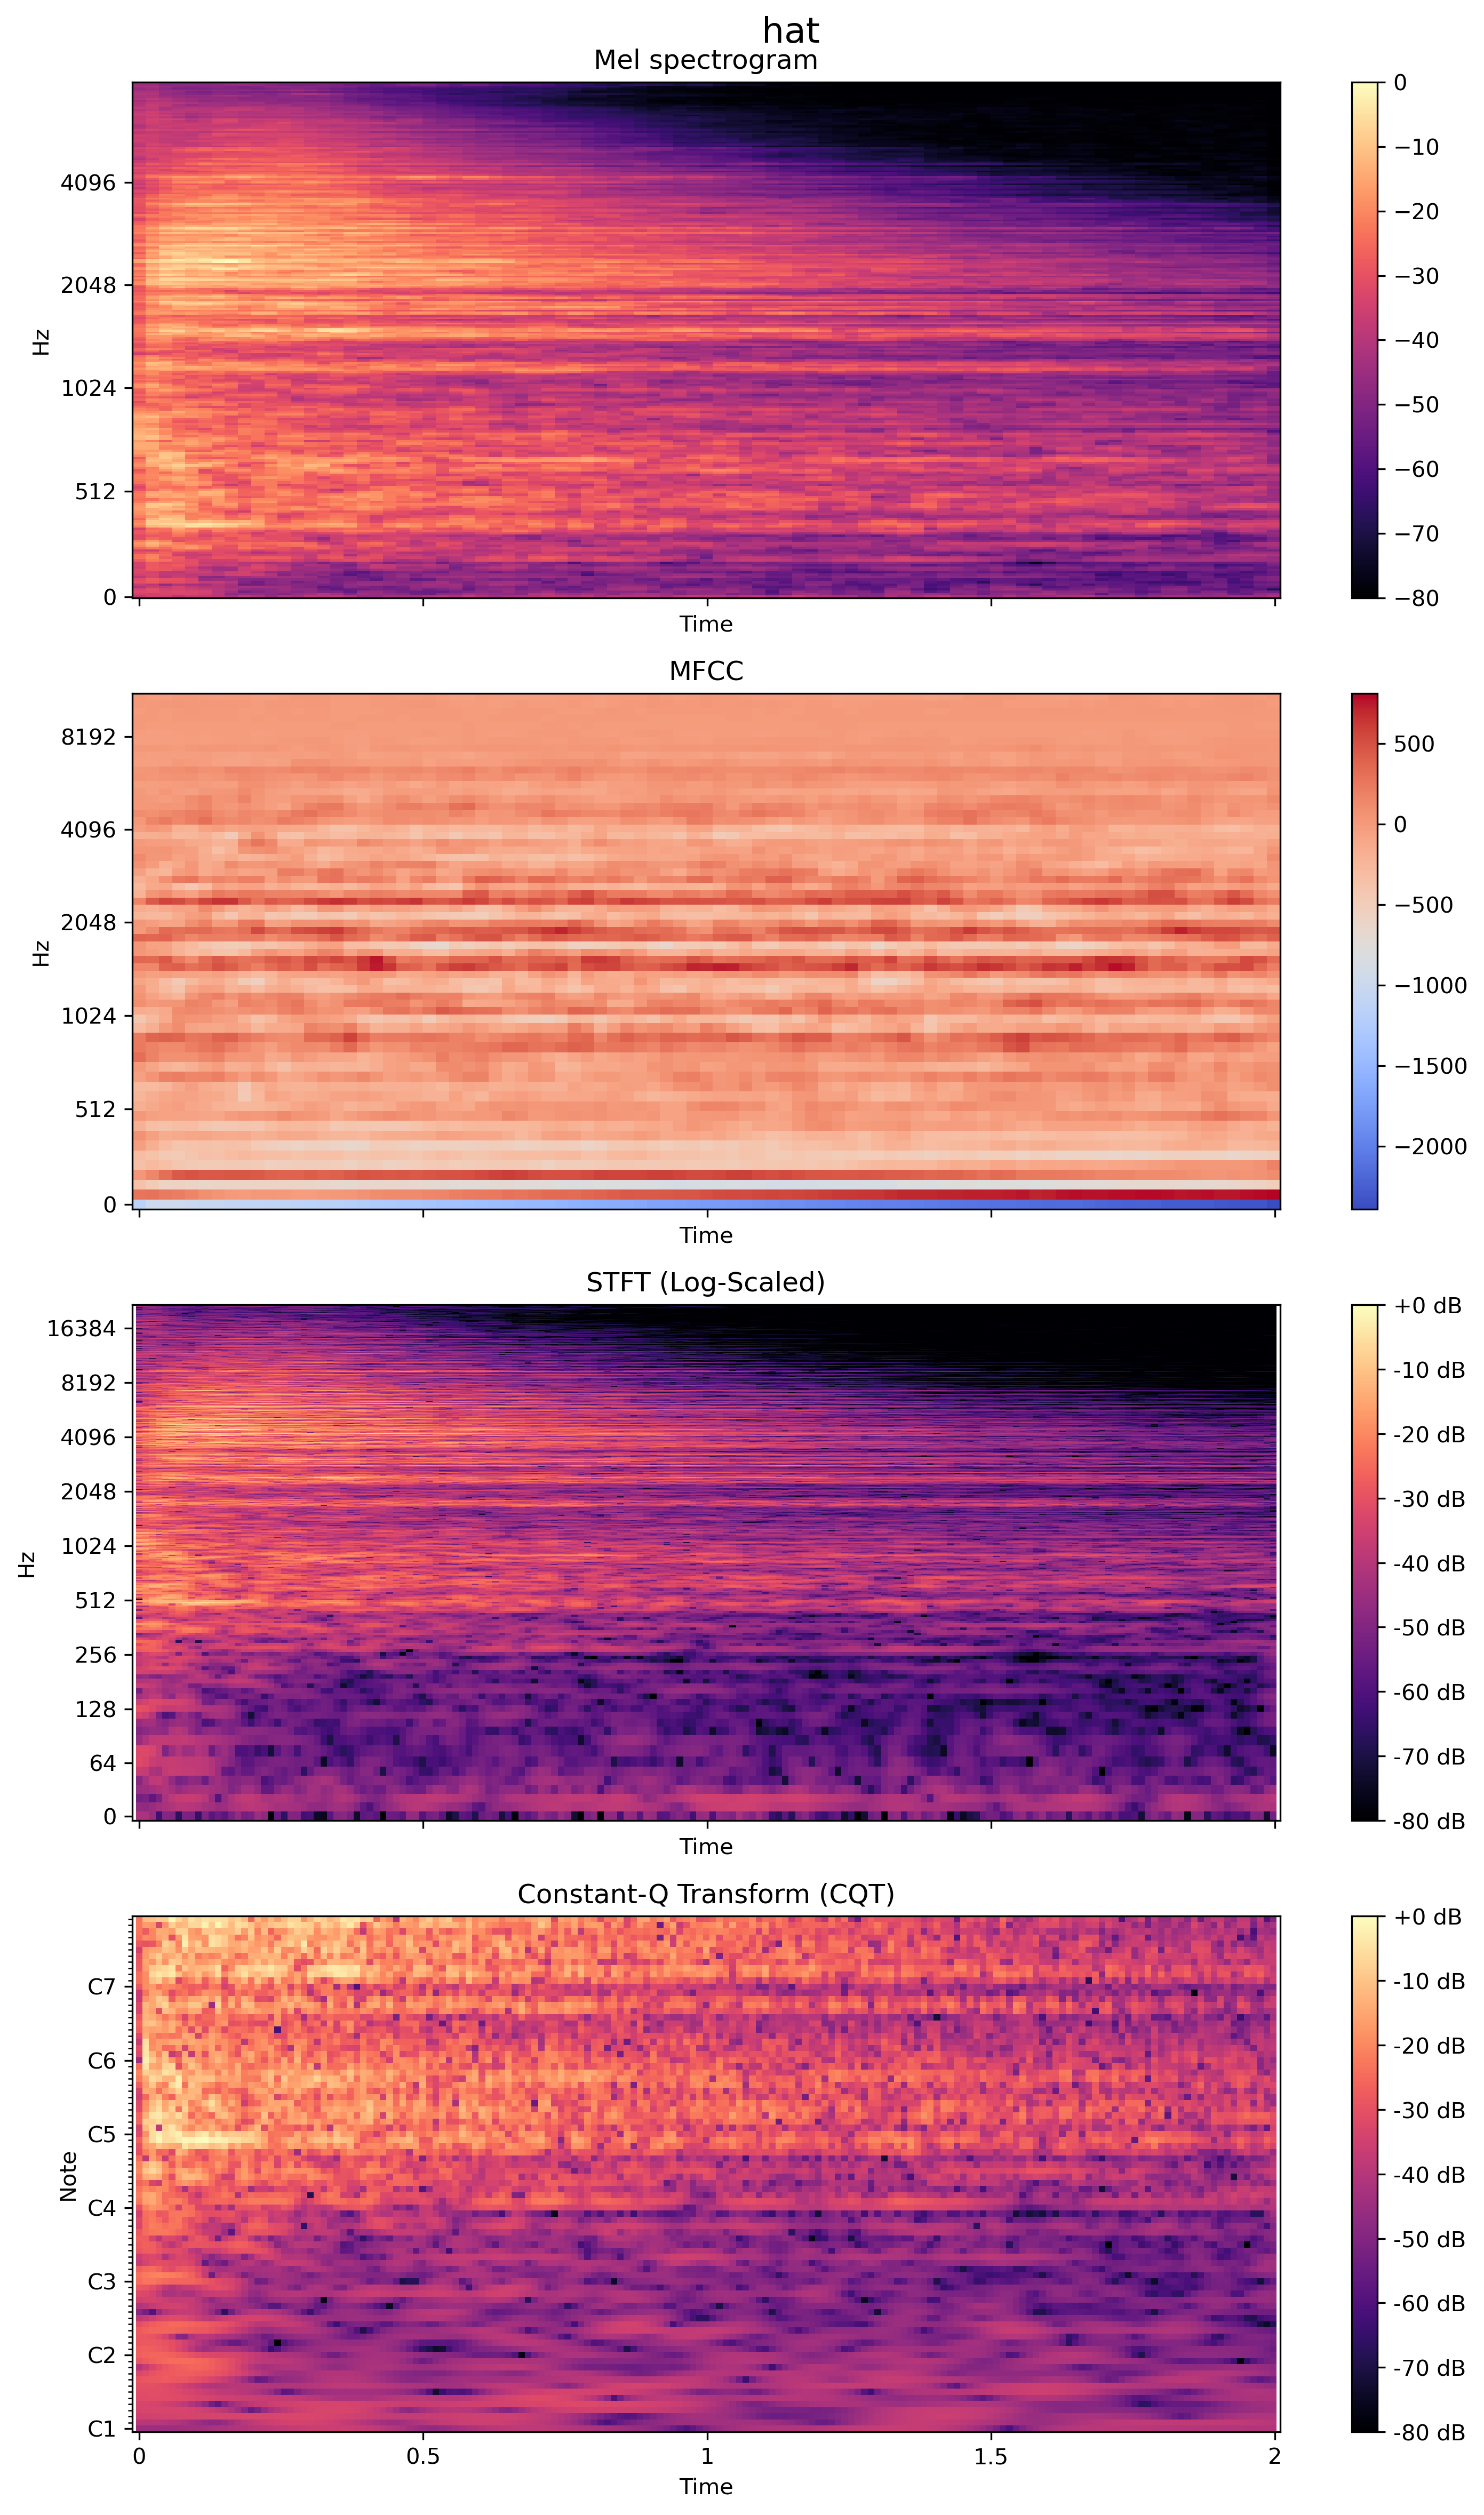 hat
Mel spectrogram
4096
2048
1024
512
0
Hz
Time
0
−10
−20
−30
−40
−50
−60
−70
−80
MFCC
8192
4096
2048
1024
512
0
Hz
Time
500
0
−500
−1000
−1500
−2000
STFT (Log-Scaled)
16384
8192
4096
2048
1024
512
256
128
64
0
Hz
Time
+0 dB
-10 dB
-20 dB
-30 dB
-40 dB
-50 dB
-60 dB
-70 dB
-80 dB
Constant-Q Transform (CQT)
C7
C6
C5
C4
C3
C2
C1
Note
0 0.5 1 1.5 2
Time
+0 dB
-10 dB
-20 dB
-30 dB
-40 dB
-50 dB
-60 dB
-70 dB
-80 dB